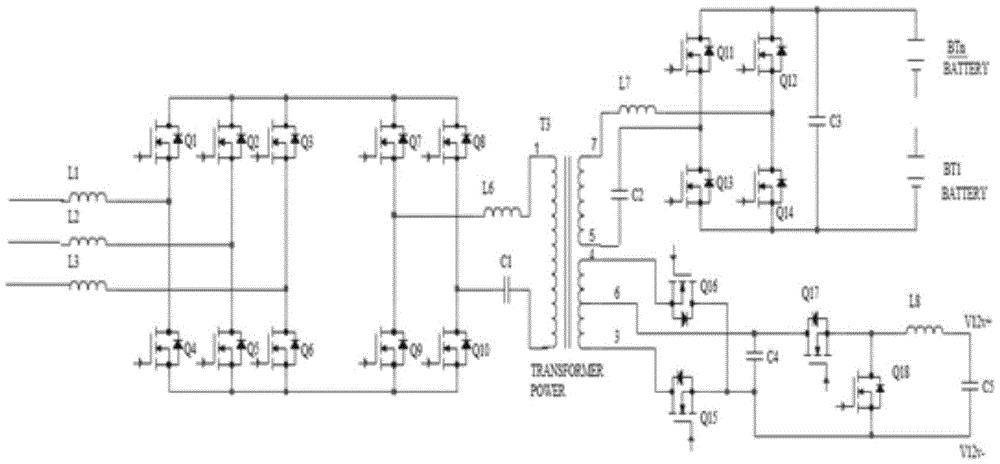 L1
L2
L3
Q1
Q2
Q3
Q7
Q8
Q4
Q5
Q6
Q9
Q10
L6
C1
T3
1
2
7
5
4
6
3
TRANSFORMER
POWER
L7
C2
Q11
Q12
Q13
Q14
C3
BTn
BATTERY
BT1
BATTERY
Q16
Q15
C4
Q17
Q18
L8
C5
V12v+
V12v-